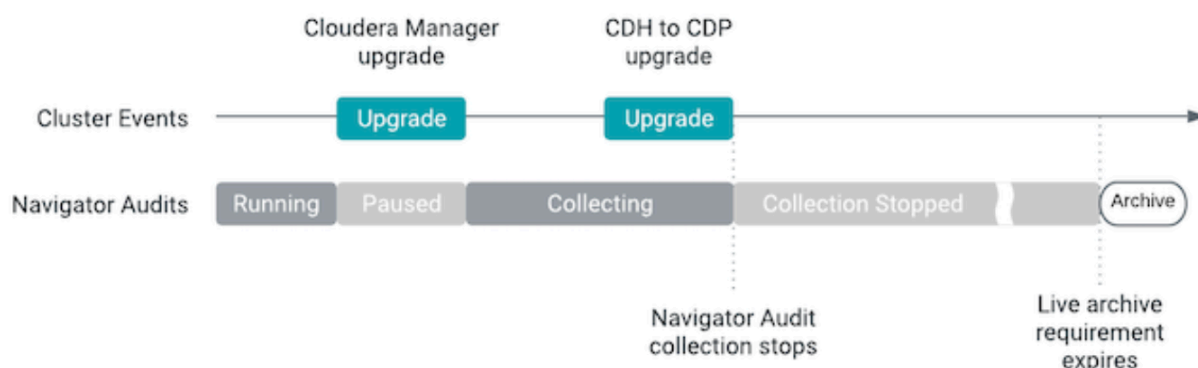 Cloudera Manager
upgrade
CDH to CDP
upgrade
Cluster Events
Upgrade
Upgrade
Navigator Audits
Running
Paused
Collecting
Collection Stopped
Archive
Navigator Audit
collection stops
Live archive
requirement
expires